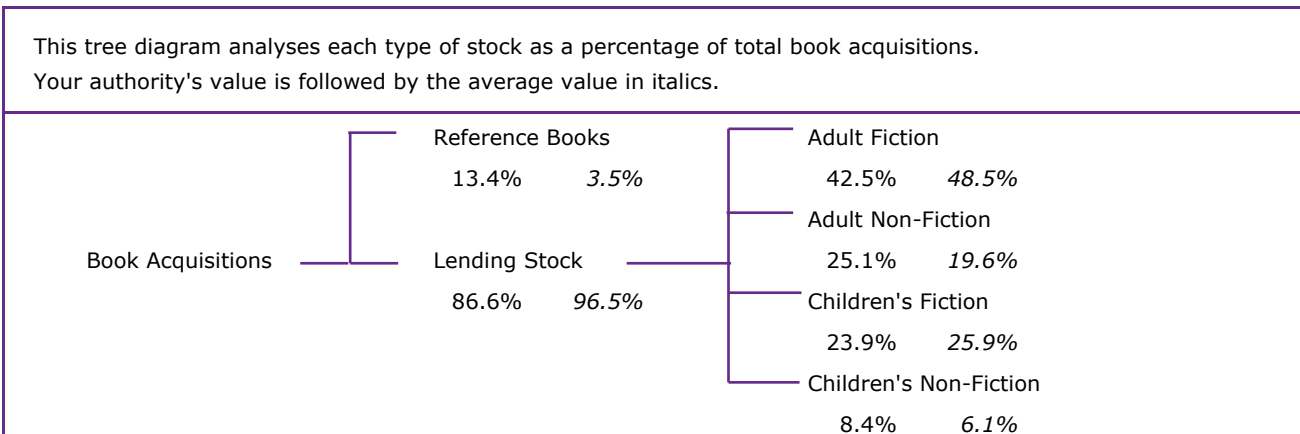 This tree diagram analyses each type of stock as a percentage of total book acquisitions.
Your authority's value is followed by the average value in italics.
Reference Books
13.4% 3.5%
Book Acquisitions
Lending Stock
86.6% 96.5%
Adult Fiction
42.5% 48.5%
Adult Non-Fiction
25.1% 19.6%
Children's Fiction
23.9% 25.9%
Children's Non-Fiction
8.4% 6.1%